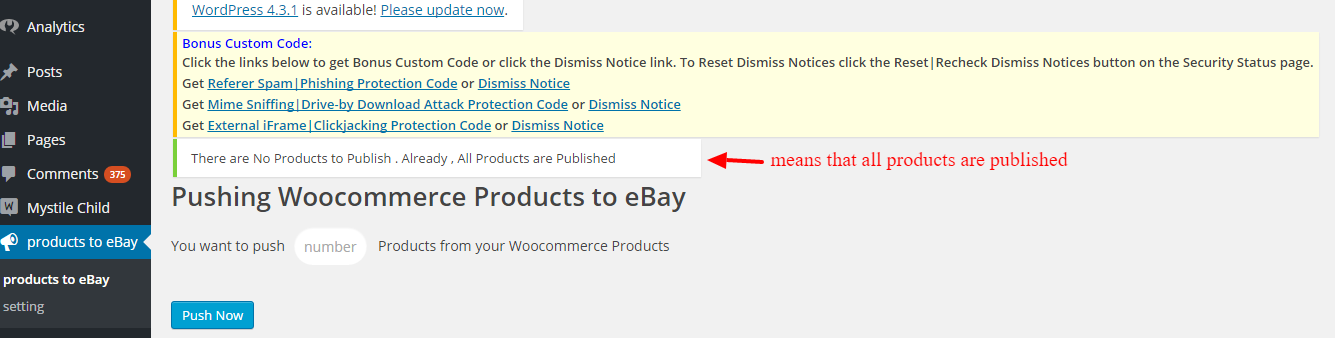 Analytics
Posts
Media
Pages
Comments 375
Mystile Child
products to eBay
products to eBay
setting
WordPress 4.3.1 is available! Please update now.
Bonus Custom Code:
Click the links below to get Bonus Custom Code or click the Dismiss Notice link. To Reset Dismiss Notices click the Reset|Recheck Dismiss Notices button on the Security Status page.
Get Referer Spam|Phishing Protection Code or Dismiss Notice
Get Mime Sniffing|Drive-by Download Attack Protection Code or Dismiss Notice
Get External iFrame|Clickjacking Protection Code or Dismiss Notice
There are No Products to Publish . Already , All Products are Published
means that all products are published
Pushing Woocommerce Products to eBay
You want to push number Products from your Woocommerce Products
Push Now